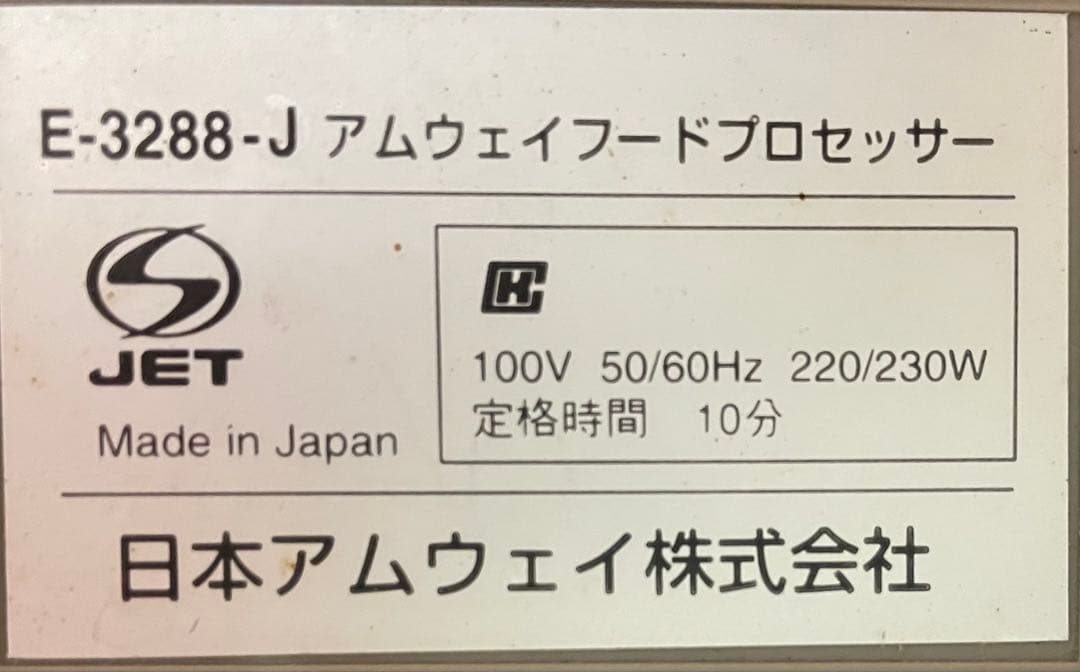 E-3288-J アムウェイフードプロセッサー
JET
Made in Japan
100V 50/60Hz 220/230W
定格時間 10分
日本アムウェイ株式会社